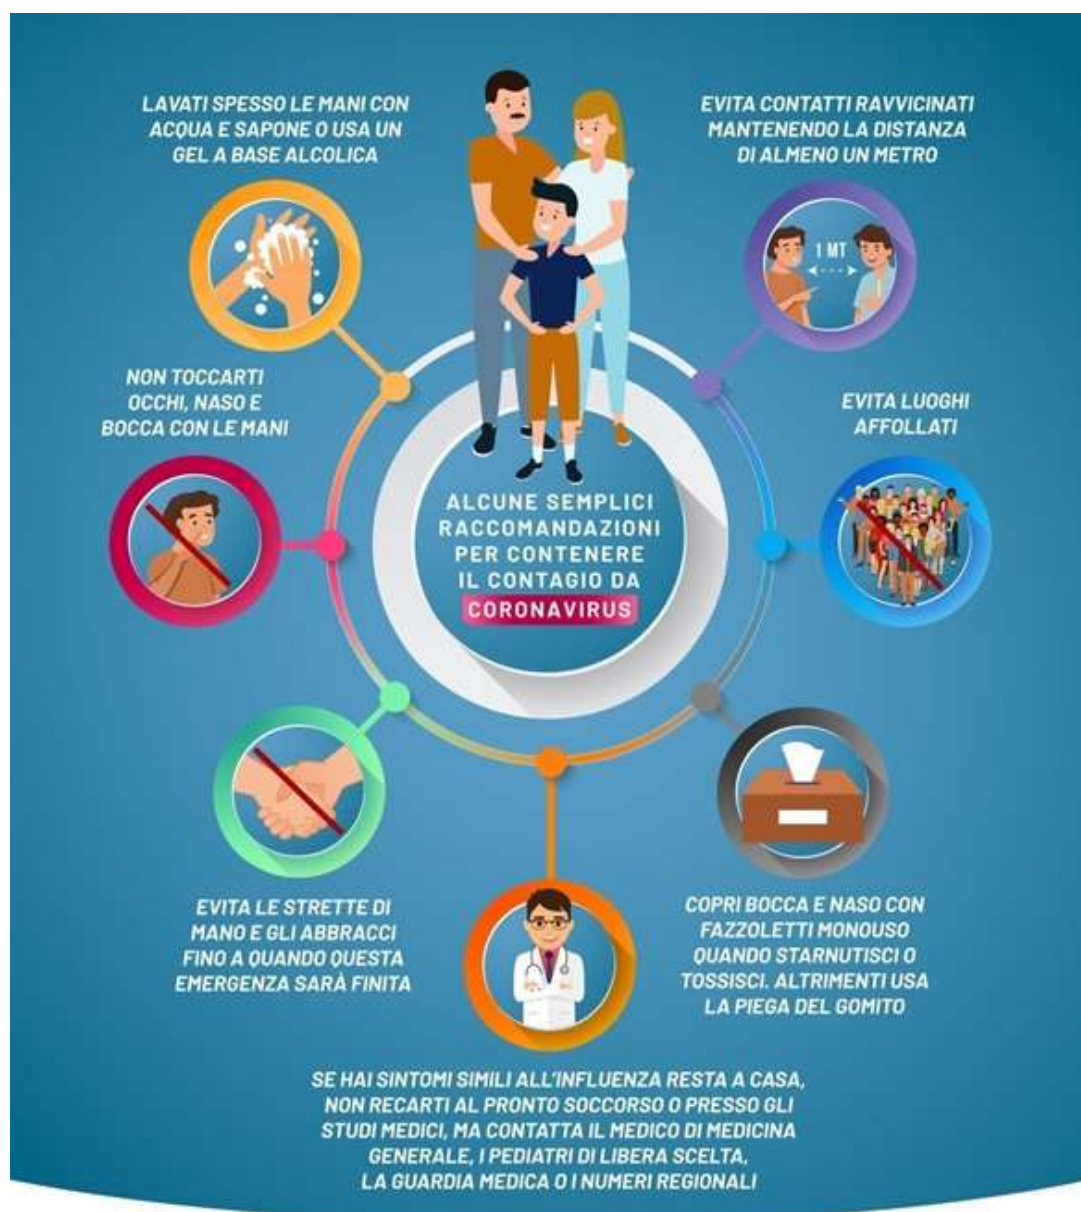 LAVATI SPESSO LE MANI CON
ACQUA E SAPONE O USA UN
GEL A BASE ALCOLICA
EVITA CONTATTI RAVVICINATI
MANTENENDO LA DISTANZA
DI ALMENO UN METRO
1 MT
NON TOCCARTI
OCCHI, NASO E
BOCCA CON LE MANI
EVITA LUOGHI
AFFOLLATI
ALCUNE SEMPLICI
RACCOMANDAZIONI
PER CONTENERE
IL CONTAGIO DA
CORONAVIRUS
EVITA LE STRETTE DI
MANO E GLI ABBRACCI
FINO A QUANDO QUESTA
EMERGENZA SARÀ FINITA
COPRI BOCCA E NASO CON
FAZZOLETTI MONOUSO
QUANDO STARNUTISCI O
TOSSISCI. ALTRIMENTI USA
LA PIEGA DEL GOMITO
SE HAI SINTOMI SIMILI ALL'INFLUENZA RESTA A CASA,
NON RECARTI AL PRONTO SOCCORSO O PRESSO GLI
STUDI MEDICI, MA CONTATTA IL MEDICO DI MEDICINA
GENERALE, I PEDIATRI DI LIBERA SCELTA,
LA GUARDIA MEDICA O I NUMERI REGIONALI